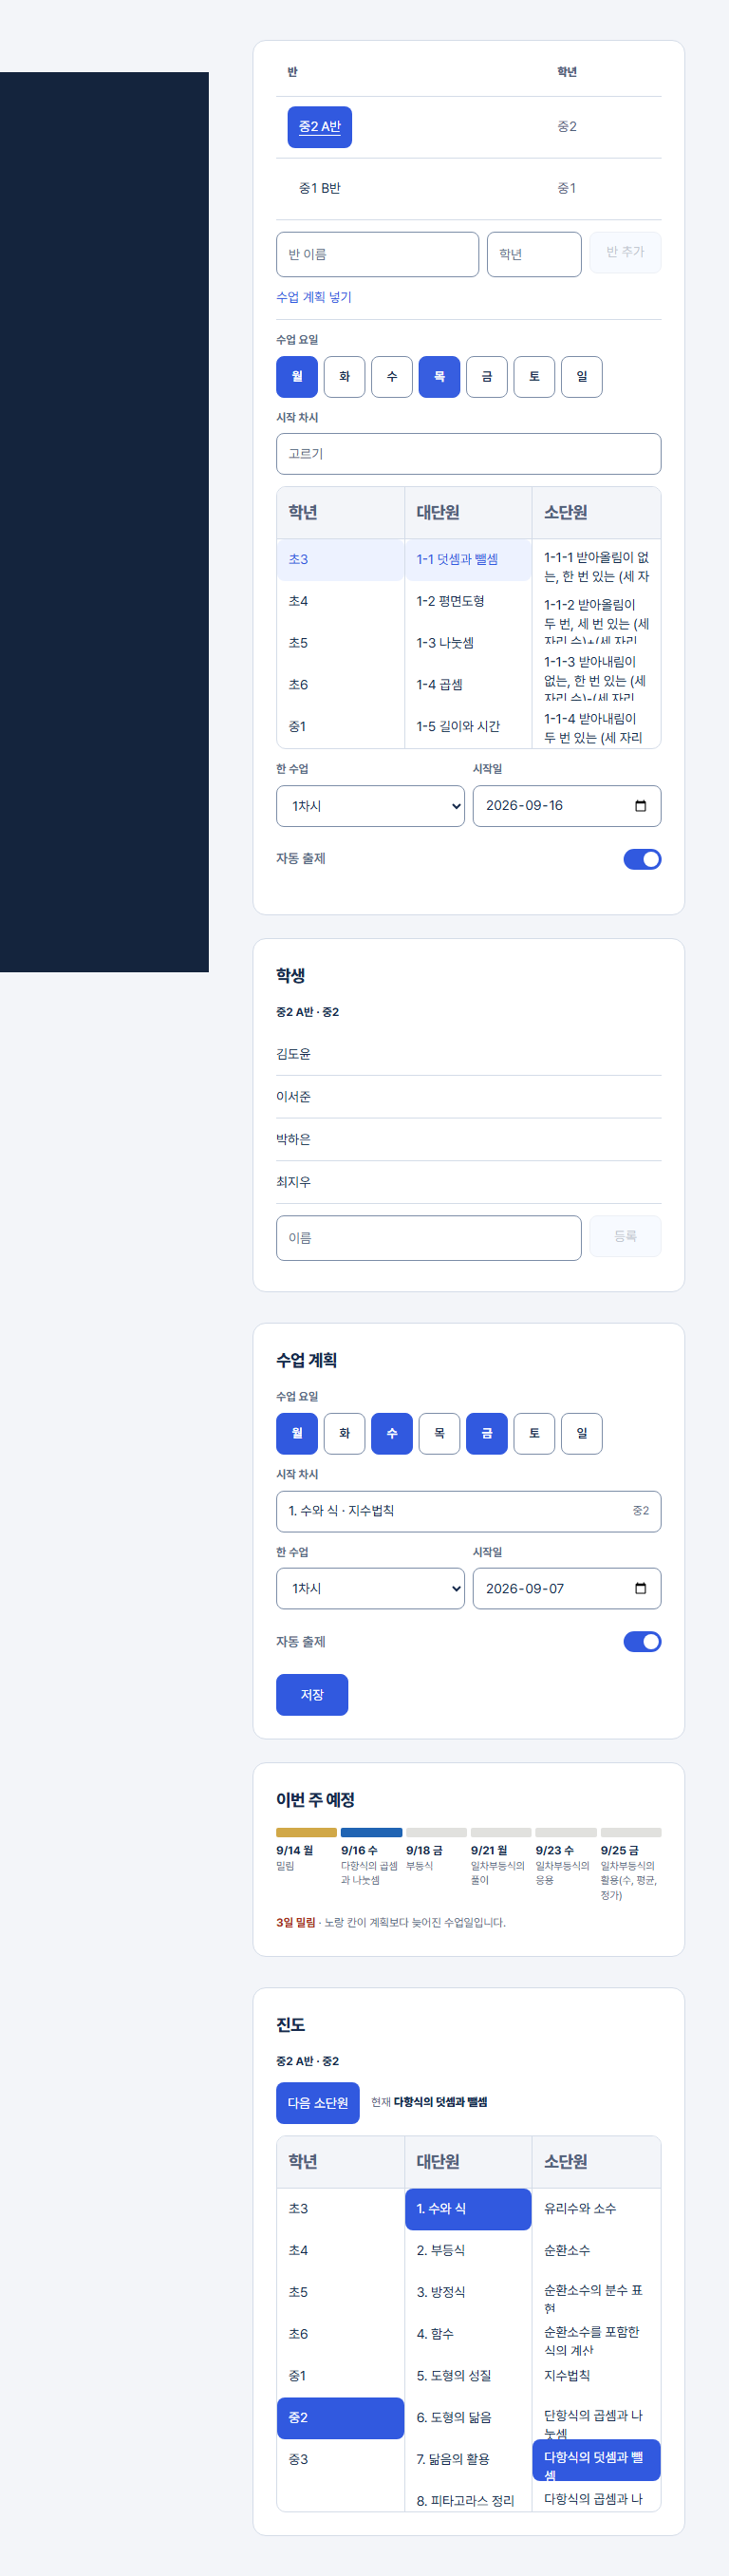 반 학년
중2 A반 중2
중1 B반 중1
반 이름 학년 반 추가
수업 계획 넣기
수업 요일
월 화 수 목 금 토 일
시작 차시
고르기
학년 대단원 소단원
초3 1-1 덧셈과 뺄셈 1-1-1 받아올림이 없
는, 한 번 있는 (세 자
초4 1-2 평면도형 1-1-2 받아올림이
두 번, 세 번 있는 (세
자리 수)+(세 자리
초5 1-3 나눗셈 1-1-3 받아내림이
없는, 한 번 있는 (세
자리 수)-(세 자리
초6 1-4 곱셈
중1 1-5 길이와 시간 1-1-4 받아내림이
두 번 있는 (세 자리
한 수업 시작일
1차시 2026-09-16
자동 출제
학생
중2 A반 · 중2
김도윤
이서준
박하은
최지우
이름 등록
수업 계획
수업 요일
월 화 수 목 금 토 일
시작 차시
1. 수와 식 · 지수법칙 중2
한 수업 시작일
1차시 2026-09-07
자동 출제
저장
이번 주 예정
9/14 월 9/16 수 9/18 금 9/21 월 9/23 수 9/25 금
밀림 다항식의 곱셈 부등식 일차부등식의 일차부등식의 일차부등식의
과 나눗셈 풀이 응용 활용(수, 평균,
정가)
3일 밀림 · 노랑 칸이 계획보다 늦어진 수업일입니다.
진도
중2 A반 · 중2
다음 소단원 현재 다항식의 덧셈과 뺄셈
학년 대단원 소단원
초3 1. 수와 식 유리수와 소수
초4 2. 부등식 순환소수
초5 3. 방정식 순환소수의 분수 표
현
초6 4. 함수 순환소수를 포함한
식의 계산
중1 5. 도형의 성질 지수법칙
중2 6. 도형의 닮음 단항식의 곱셈과 나
눗셈
중3 7. 닮음의 활용 다항식의 덧셈과 뺄
셈
8. 피타고라스 정리 다항식의 곱셈과 나